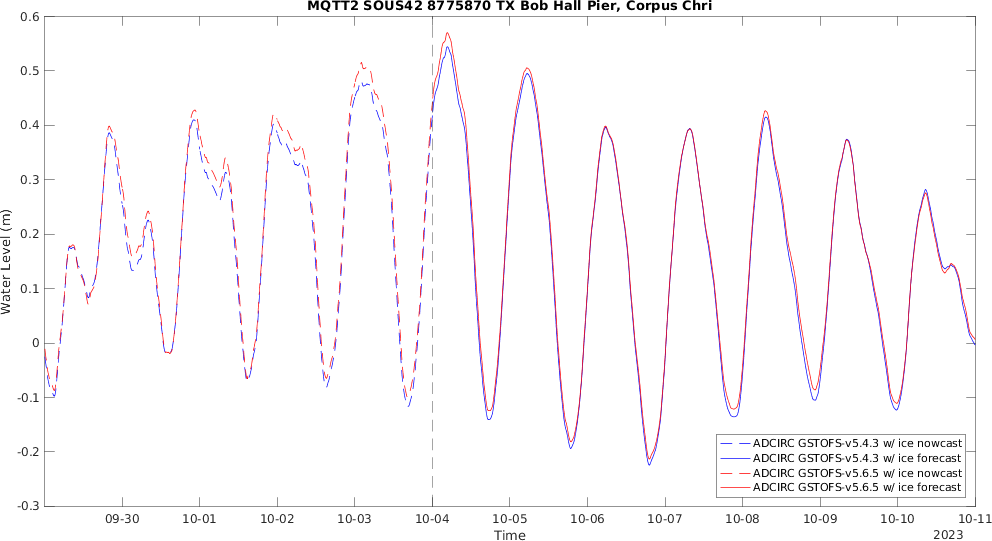 MQTT2 SOUS42 8775870 TX Bob Hall Pier, Corpus Chri
0.6
0.5
0.4
0.3
0.2
0.1
0
-0.1
-0.2
-0.3
Water Level (m)
ADCIRC GSTOFS-v5.4.3 w/ ice nowcast
ADCIRC GSTOFS-v5.4.3 w/ ice forecast
ADCIRC GSTOFS-v5.6.5 w/ ice nowcast
ADCIRC GSTOFS-v5.6.5 w/ ice forecast
09-30 10-01 10-02 10-03 10-04 10-05 10-06 10-07 10-08 10-09 10-10 10-11
Time
2023